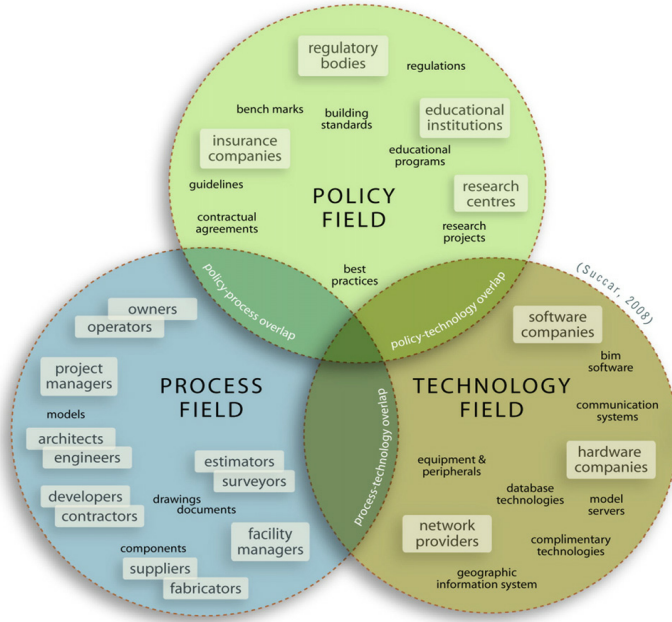 regulatory
bodies
regulations
bench marks
building
standards
educational
institutions
insurance
companies
educational
programs
guidelines
POLICY
FIELD
research
centres
contractual
agreements
research
projects
best
practices
policy-process overlap
policy-technology overlap
(Succar, 2008)
owners
operators
project
managers
PROCESS
FIELD
models
architects
engineers
estimators
surveyors
developers
contractors
drawings
documents
facility
managers
components
suppliers
fabricators
process-technology overlap
software
companies
bim
software
TECHNOLOGY
FIELD
communication
systems
equipment &
peripherals
hardware
companies
database
technologies
model
servers
network
providers
complimentary
technologies
geographic
information system